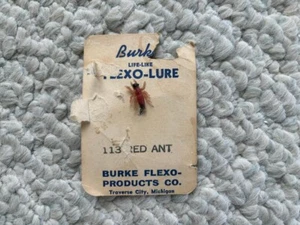 Burke
LIFE-LIKE
FLEXO-LURE
113 RED ANT
BURKE FLEXO-
PRODUCTS CO.
Traverse City, Michigan